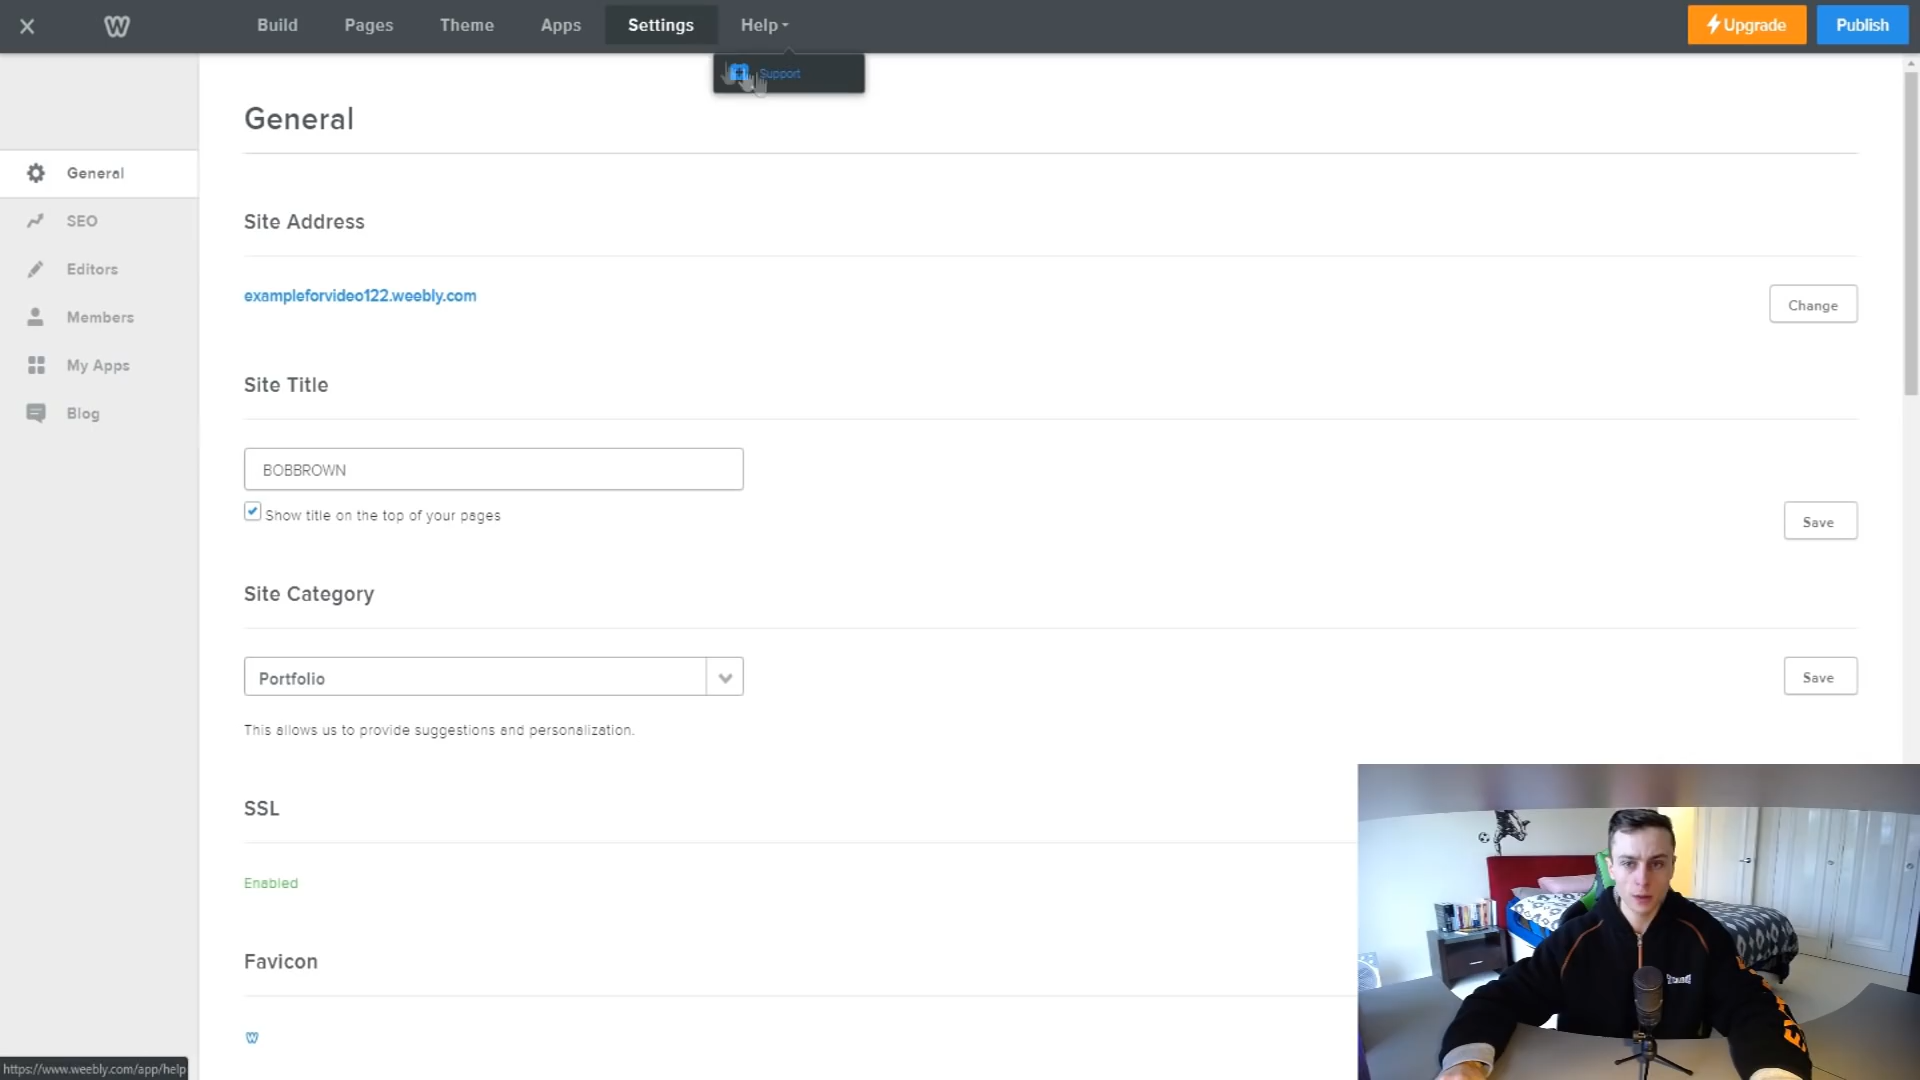 Build
Pages
Theme
Apps
Settings
Help
Upgrade
Publish
Support
General
General
SEO
Editors
Members
My Apps
Blog
Site Address
exampleforvideo122.weebly.com
Change
Site Title
BOBBROWN
Show title on the top of your pages
Save
Site Category
Portfolio
Save
This allows us to provide suggestions and personalization.
SSL
Enabled
Favicon
https://www.weebly.com/app/help